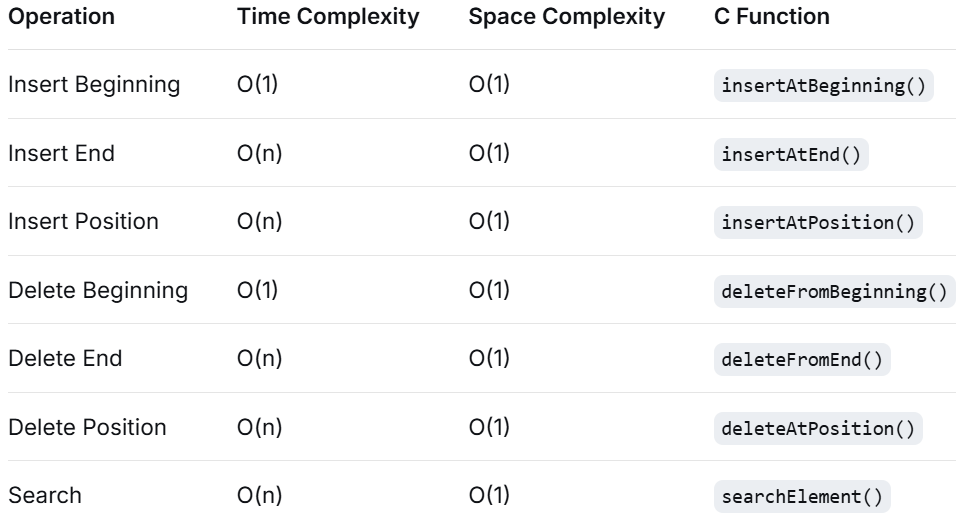 Operation Time Complexity Space Complexity C Function
Insert Beginning O(1) O(1) insertAtBeginning()
Insert End O(n) O(1) insertAtEnd()
Insert Position O(n) O(1) insertAtPosition()
Delete Beginning O(1) O(1) deleteFromBeginning()
Delete End O(n) O(1) deleteFromEnd()
Delete Position O(n) O(1) deleteAtPosition()
Search O(n) O(1) searchElement()